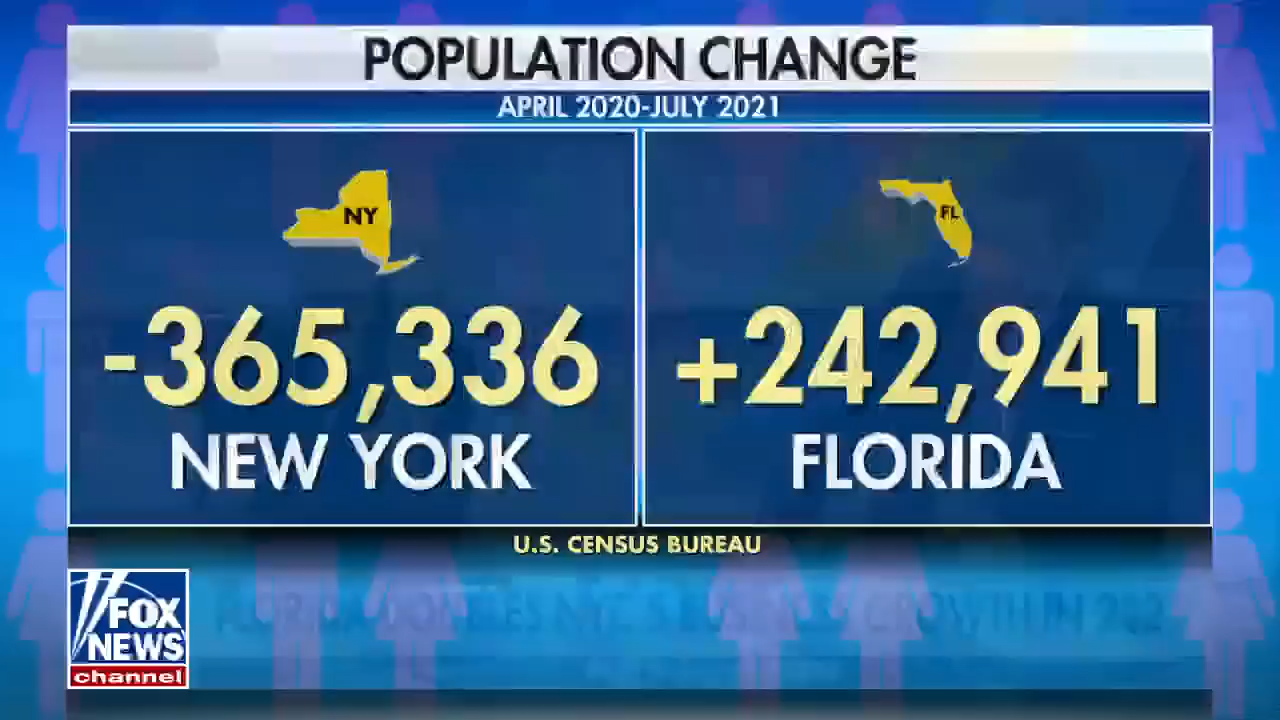 POPULATION CHANGE
APRIL 2020-JULY 2021
NY
FL
-365,336
+242,941
NEW YORK
FLORIDA
U.S. CENSUS BUREAU
FOX
NEWS
channel